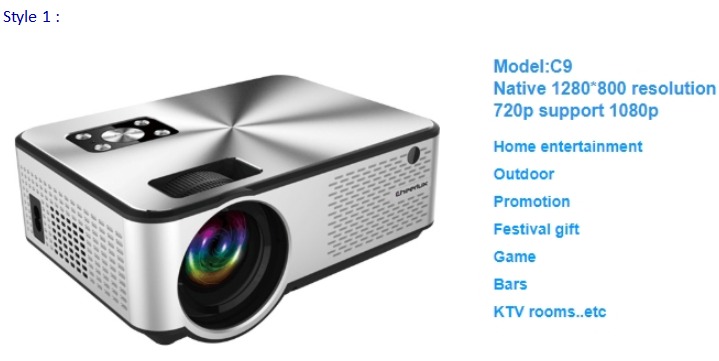 Style 1 :
Model:C9
Native 1280*800 resolution
720p support 1080p
Home entertainment
Outdoor
Promotion
Festival gift
Game
Bars
KTV rooms..etc